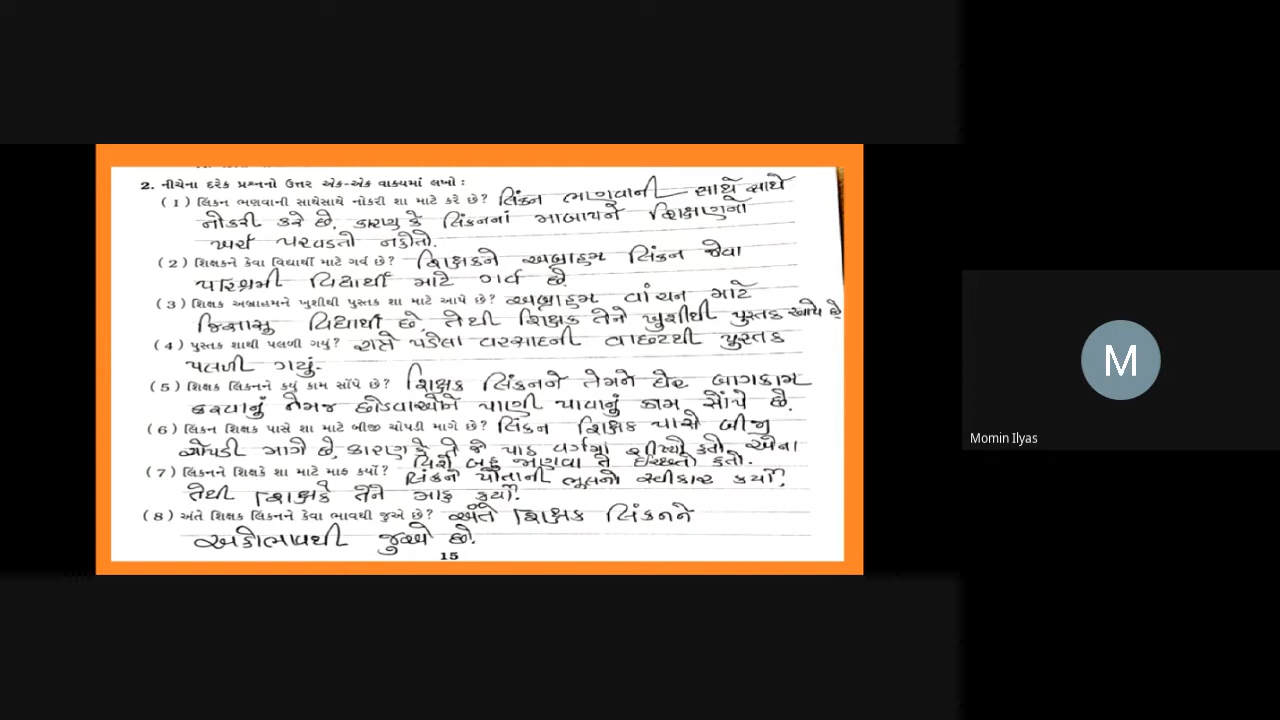 2. નીચેના દરેક પ્રશ્નનો ઉત્તર એક-એક વાક્યમાં લખો :
(1) લિંકન ભણવાની સાથેસાથે નોકરી શા માટે કરે છે? લિંકન ભણવાની સાથે સાથે
નોકરી કરે છે. કારણ કે લિંકનનાં માબાપને શિક્ષણનો
ખર્ચ પરવડતો નહોતો.
(2) શિક્ષકને કેવા વિદ્યાર્થી માટે ગર્વ છે? શિક્ષકને અબ્રાહમ લિંકન જેવા
પરિશ્રમી વિદ્યાર્થી માટે ગર્વ છે.
(3) શિક્ષક અબ્રાહમને ખુશીથી પુસ્તક શા માટે આપે છે? અબ્રાહમ વાંચન માટે
જિજ્ઞાસુ વિદ્યાર્થી છે. તેથી શિક્ષક તેને ખુશીથી પુસ્તક આપે છે
(4) પુસ્તક શાથી પલળી ગયું? રાત્રે પડેલા વરસાદની વાછટથી પુસ્તક
પલળી ગયું.
(5) શિક્ષક લિંકનને કયું કામ સોંપે છે? શિક્ષક લિંકનને તેમને ઘેર બાગકામ
કરવાનું તેમજ છોડવાઓને પાણી પાવાનું કામ સોંપે છે.
(6) લિંકન શિક્ષક પાસે શા માટે બીજી ચોપડી માગે છે? લિંકન શિક્ષક પાસે બીજી
ચોપડી માગે છે, કારણ કે તે જે પાઠ વર્ગમાં શીખ્યો હતો, એના
વિશે બહુ જાણવા તે ઈચ્છતો હતો.
(7) લિંકનને શિક્ષકે શા માટે માફ કર્યો? લિંકને પોતાની ભૂલનો સ્વીકાર કર્યો,
તેથી શિક્ષકે તેને માફ કર્યો.
(8) અંતે શિક્ષક લિંકનને કેવા ભાવથી જુએ છે? અંતે શિક્ષક લિંકનને
અહોભાવથી જુએ છે.
15
M
Momin Ilyas